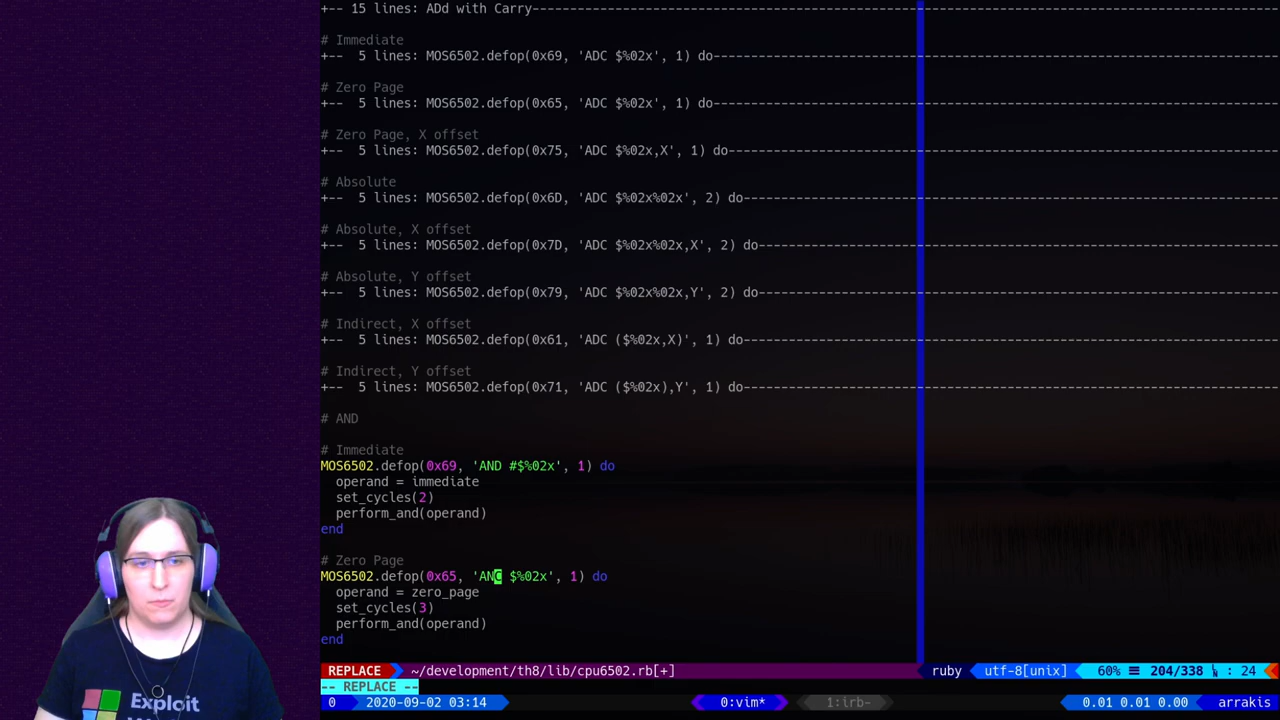 +--  15 lines: ADd with Carry
# Immediate
+--   5 lines: MOS6502.defop(0x69, 'ADC $%02x', 1) do
# Zero Page
+--   5 lines: MOS6502.defop(0x65, 'ADC $%02x', 1) do
# Zero Page, X offset
+--   5 lines: MOS6502.defop(0x75, 'ADC $%02x,X', 1) do
# Absolute
+--   5 lines: MOS6502.defop(0x6D, 'ADC $%02x%02x', 2) do
# Absolute, X offset
+--   5 lines: MOS6502.defop(0x7D, 'ADC $%02x%02x,X', 2) do
# Absolute, Y offset
+--   5 lines: MOS6502.defop(0x79, 'ADC $%02x%02x,Y', 2) do
# Indirect, X offset
+--   5 lines: MOS6502.defop(0x61, 'ADC ($%02x,X)', 1) do
# Indirect, Y offset
+--   5 lines: MOS6502.defop(0x71, 'ADC ($%02x),Y', 1) do
# AND
# Immediate
MOS6502.defop(0x69, 'AND #$%02x', 1) do
  operand = immediate
  set_cycles(2)
  perform_and(operand)
end
# Zero Page
MOS6502.defop(0x65, 'ANC $%02x', 1) do
  operand = zero_page
  set_cycles(3)
  perform_and(operand)
end
REPLACE ~/development/th8/lib/cpu6502.rb[+] ruby utf-8[unix] 60% 204/338 : 24
-- REPLACE --
0 2020-09-02 03:14 0:vim* 1:irb- 0.01 0.01 0.00 arrakis
Exploit